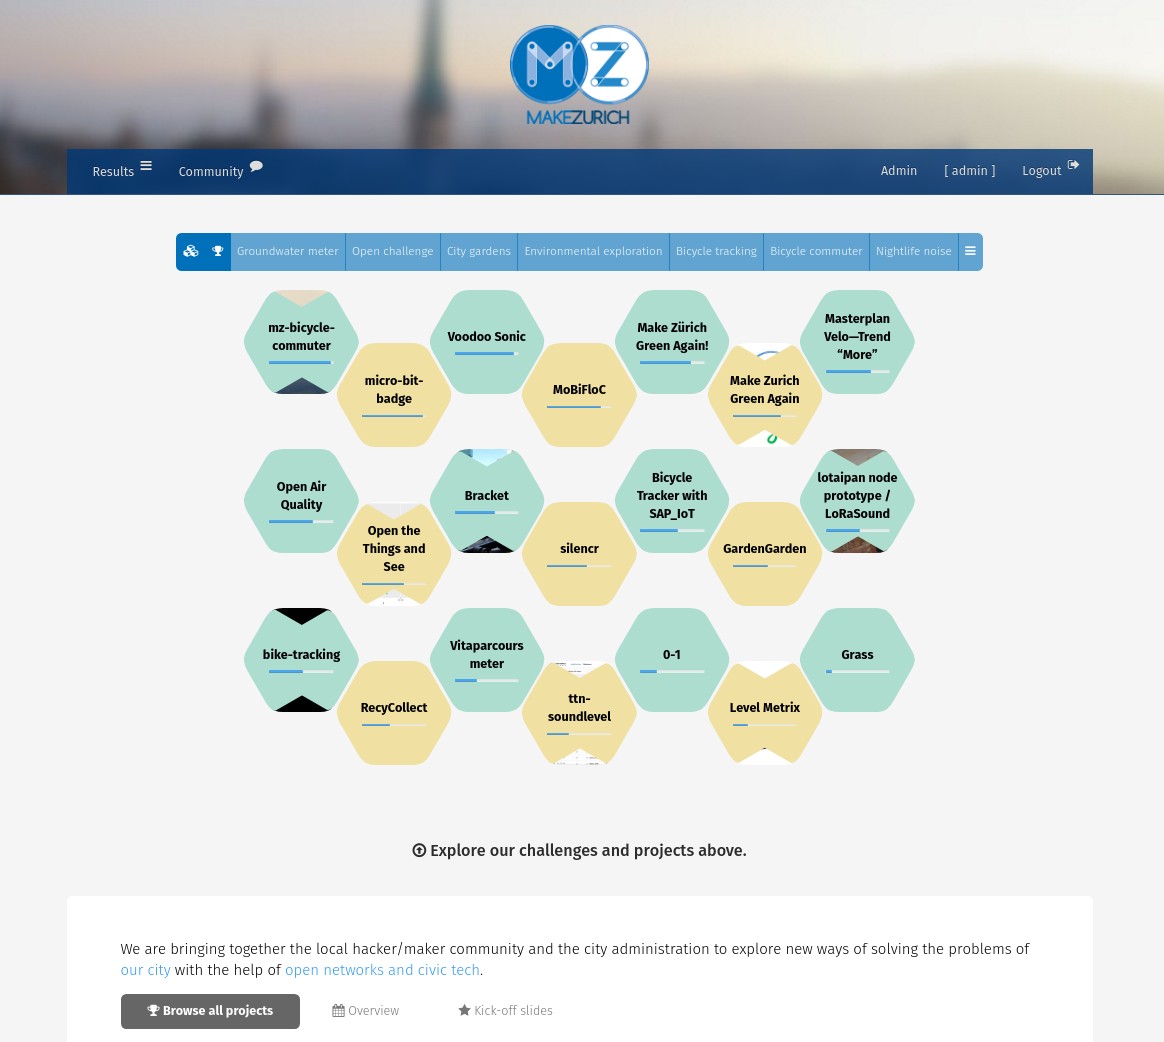 MZ
MAKEZURICH
Results
Community
Admin
[ admin ]
Logout
Groundwater meter
Open challenge
City gardens
Environmental exploration
Bicycle tracking
Bicycle commuter
Nightlife noise
mz-bicycle-
commuter
micro-bit-
badge
Voodoo Sonic
MoBiFloC
Make Zürich
Green Again!
Make Zurich
Green Again
Masterplan
Velo—Trend
“More”
Open Air
Quality
Open the
Things and
See
Bracket
silencr
Bicycle
Tracker with
SAP_IoT
GardenGarden
lotaipan node
prototype /
LoRaSound
bike-tracking
RecyCollect
Vitaparcours
meter
ttn-
soundlevel
0-1
Level Metrix
Grass
Explore our challenges and projects above.
We are bringing together the local hacker/maker community and the city administration to explore new ways of solving the problems of
our city with the help of open networks and civic tech.
Browse all projects
Overview
Kick-off slides